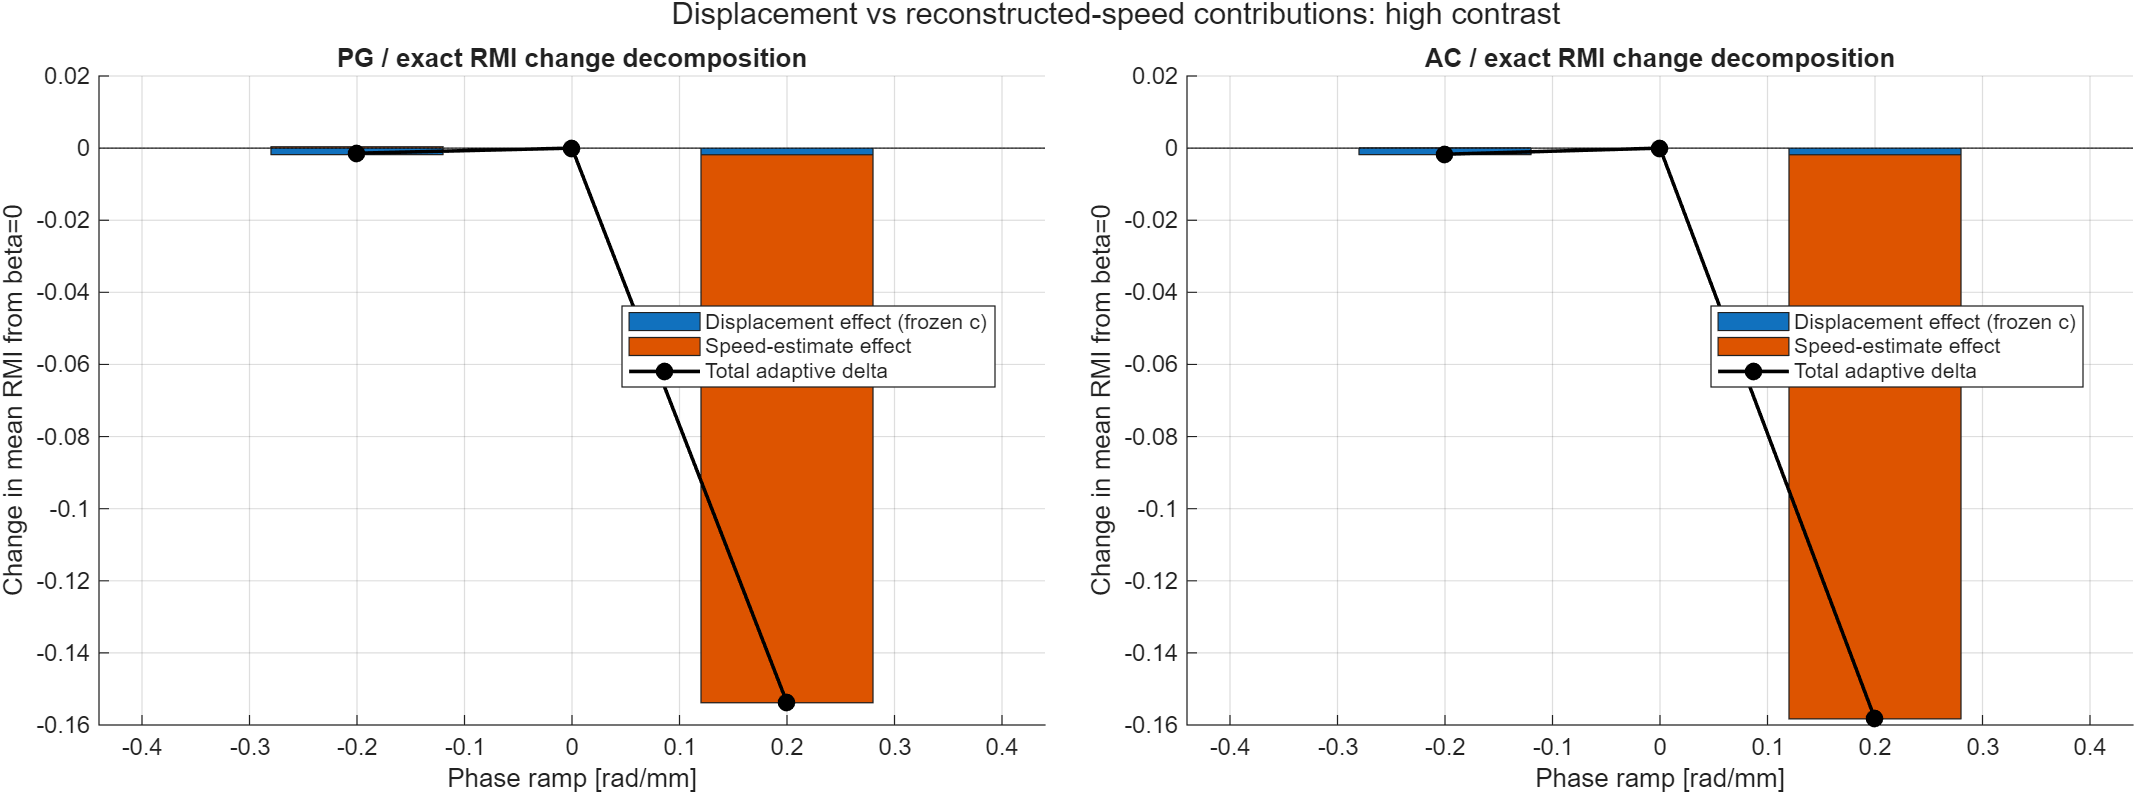 Displacement vs reconstructed-speed contributions: high contrast
PG / exact RMI change decomposition
Change in mean RMI from beta=0
0.02
0
-0.02
-0.04
-0.06
-0.08
-0.1
-0.12
-0.14
-0.16
Displacement effect (frozen c)
Speed-estimate effect
Total adaptive delta
-0.4 -0.3 -0.2 -0.1 0 0.1 0.2 0.3 0.4
Phase ramp [rad/mm]
AC / exact RMI change decomposition
Change in mean RMI from beta=0
0.02
0
-0.02
-0.04
-0.06
-0.08
-0.1
-0.12
-0.14
-0.16
Displacement effect (frozen c)
Speed-estimate effect
Total adaptive delta
-0.4 -0.3 -0.2 -0.1 0 0.1 0.2 0.3 0.4
Phase ramp [rad/mm]